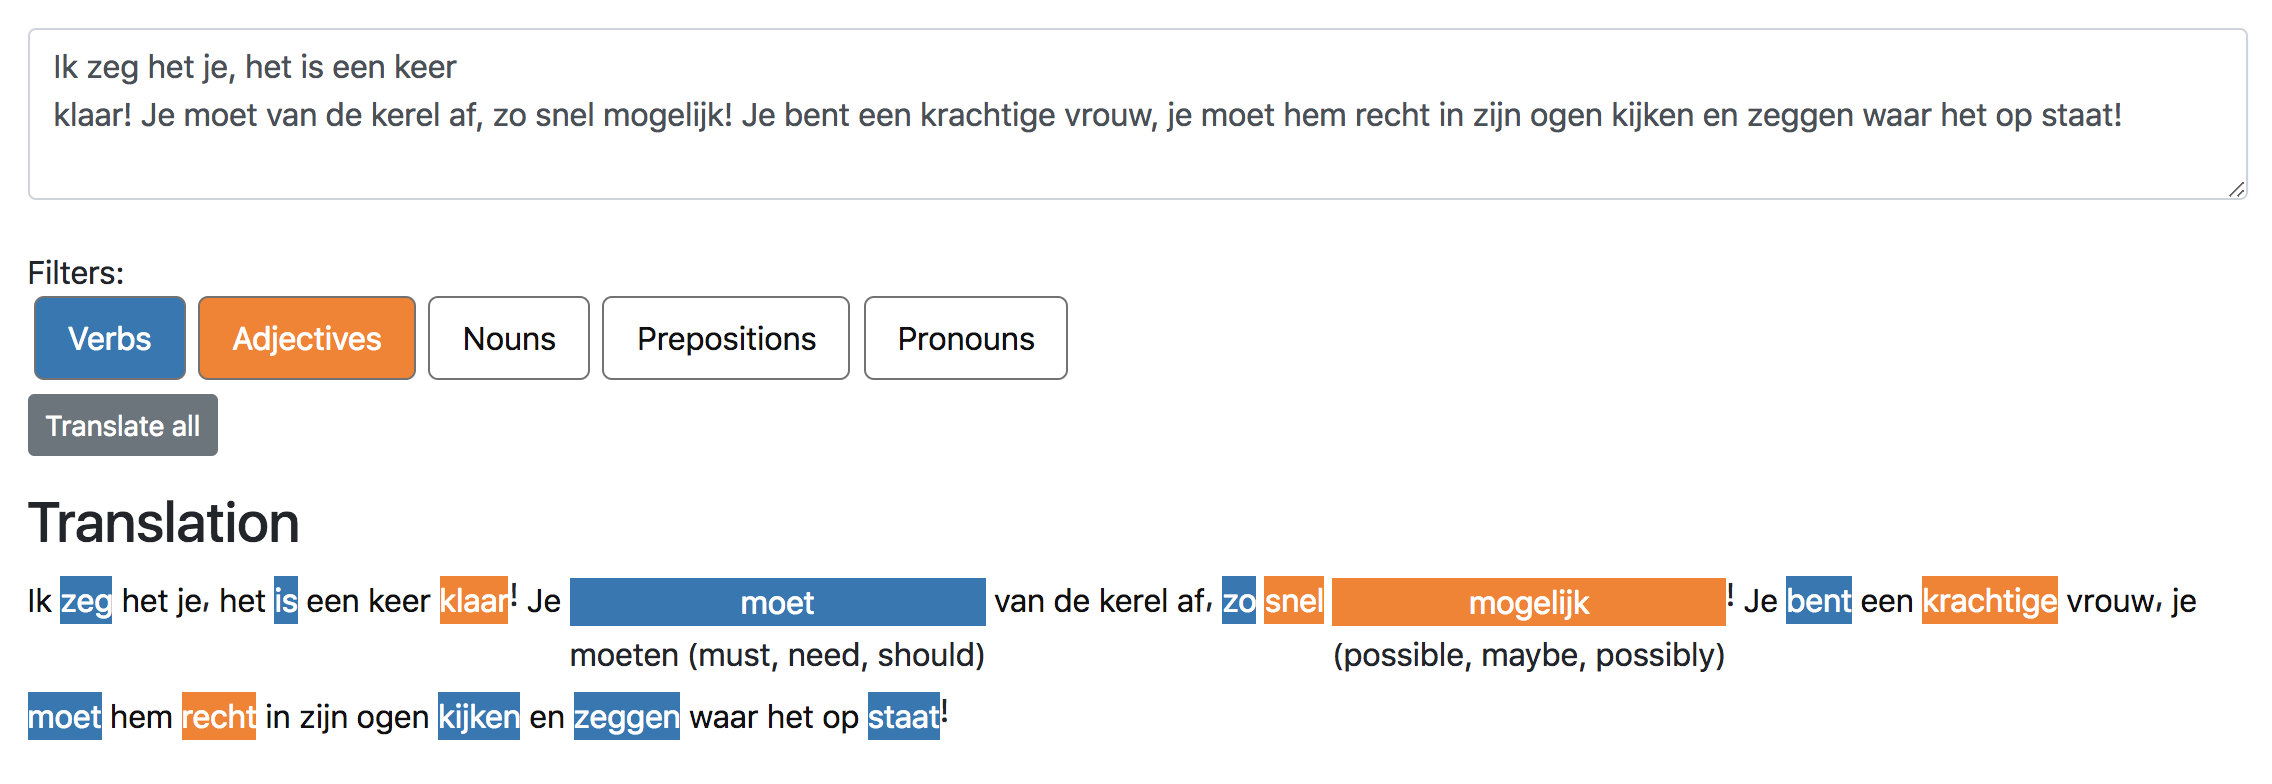 Ik zeg het je, het is een keer
klaar! Je moet van de kerel af, zo snel mogelijk! Je bent een krachtige vrouw, je moet hem recht in zijn ogen kijken en zeggen waar het op staat!
Filters:
Verbs Adjectives Nouns Prepositions Pronouns
Translate all
Translation
Ik zeg het je, het is een keer klaar! Je moet van de kerel af, zo snel mogelijk! Je bent een krachtige vrouw, je
moeten (must, need, should) (possible, maybe, possibly)
moet hem recht in zijn ogen kijken en zeggen waar het op staat!